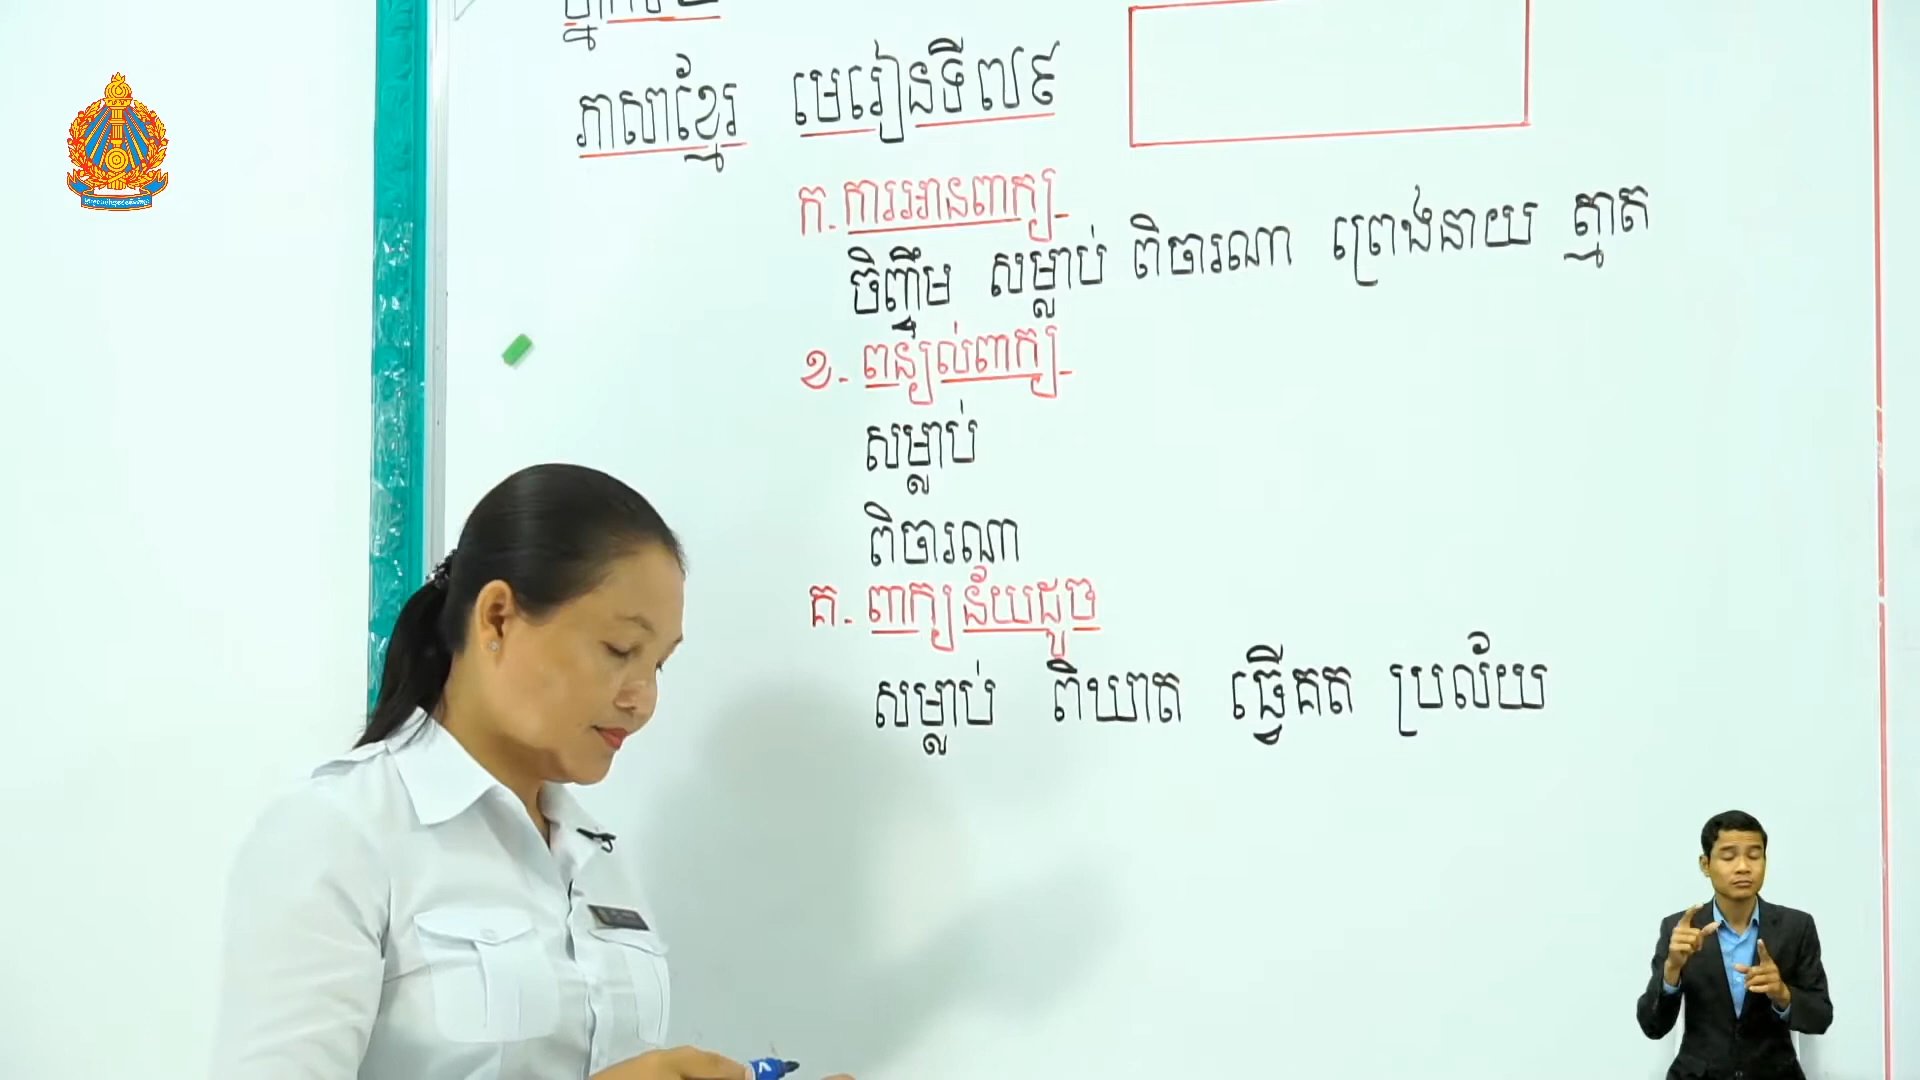 ភាសាខ្មែរ មេរៀនទី៧៩
ក. ការអានពាក្យ
ចិញ្ចឹម សម្លាប់ ពិចារណា ព្រេងនាយ ត្មាត
ខ. ពន្យល់ពាក្យ
សម្លាប់
ពិចារណា
គ. ពាក្យន័យដូច
សម្លាប់ ពិឃាត ធ្វើគត ប្រល័យ